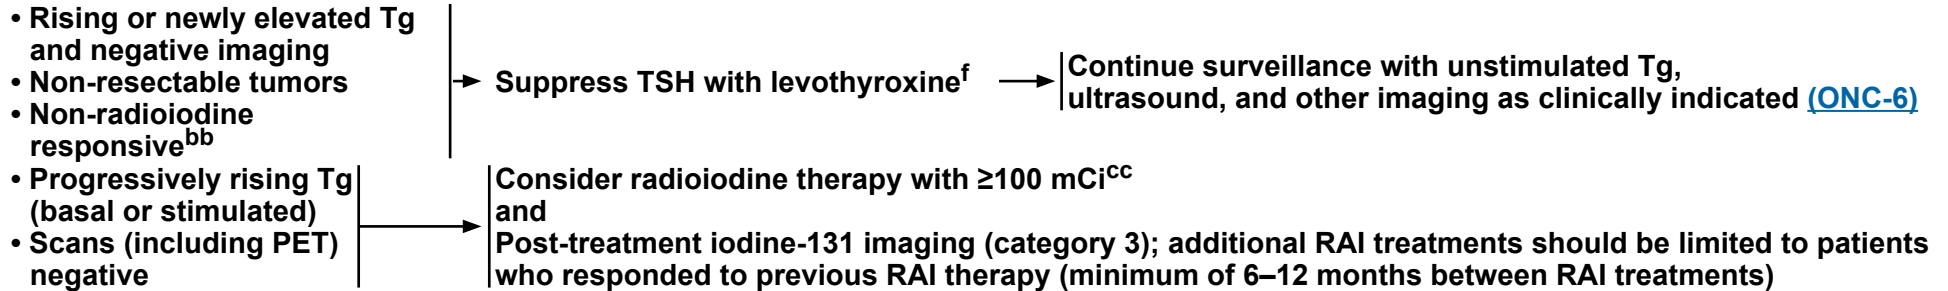 • Rising or newly elevated Tg
and negative imaging
• Non-resectable tumors
• Non-radioiodine
responsivebb
Suppress TSH with levothyroxinef
Continue surveillance with unstimulated Tg,
ultrasound, and other imaging as clinically indicated (ONC-6)
• Progressively rising Tg
(basal or stimulated)
• Scans (including PET)
negative
Consider radioiodine therapy with ≥100 mCicc
and
Post-treatment iodine-131 imaging (category 3); additional RAI treatments should be limited to patients
who responded to previous RAI therapy (minimum of 6–12 months between RAI treatments)